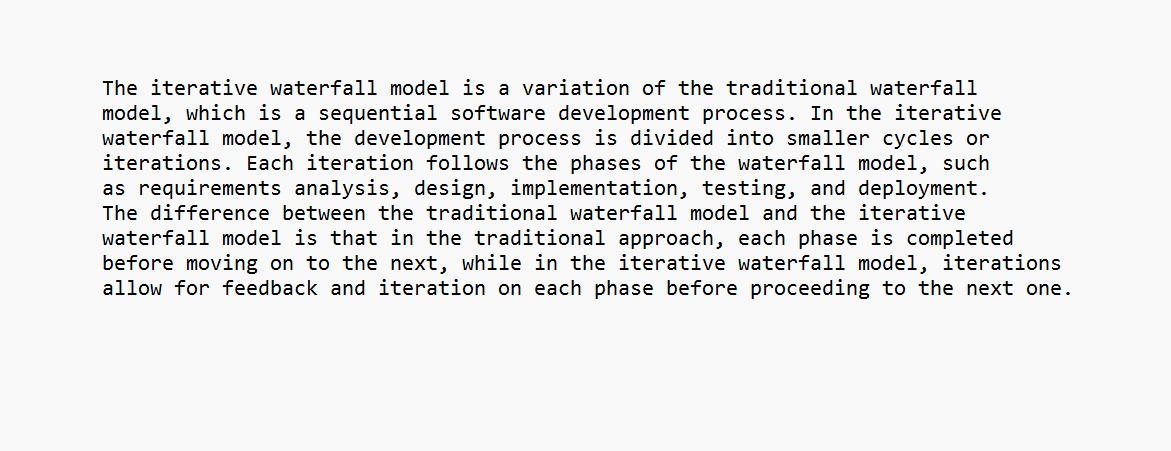 The iterative waterfall model is a variation of the traditional waterfall
model, which is a sequential software development process. In the iterative
waterfall model, the development process is divided into smaller cycles or
iterations. Each iteration follows the phases of the waterfall model, such
as requirements analysis, design, implementation, testing, and deployment.
The difference between the traditional waterfall model and the iterative
waterfall model is that in the traditional approach, each phase is completed
before moving on to the next, while in the iterative waterfall model, iterations
allow for feedback and iteration on each phase before proceeding to the next one.